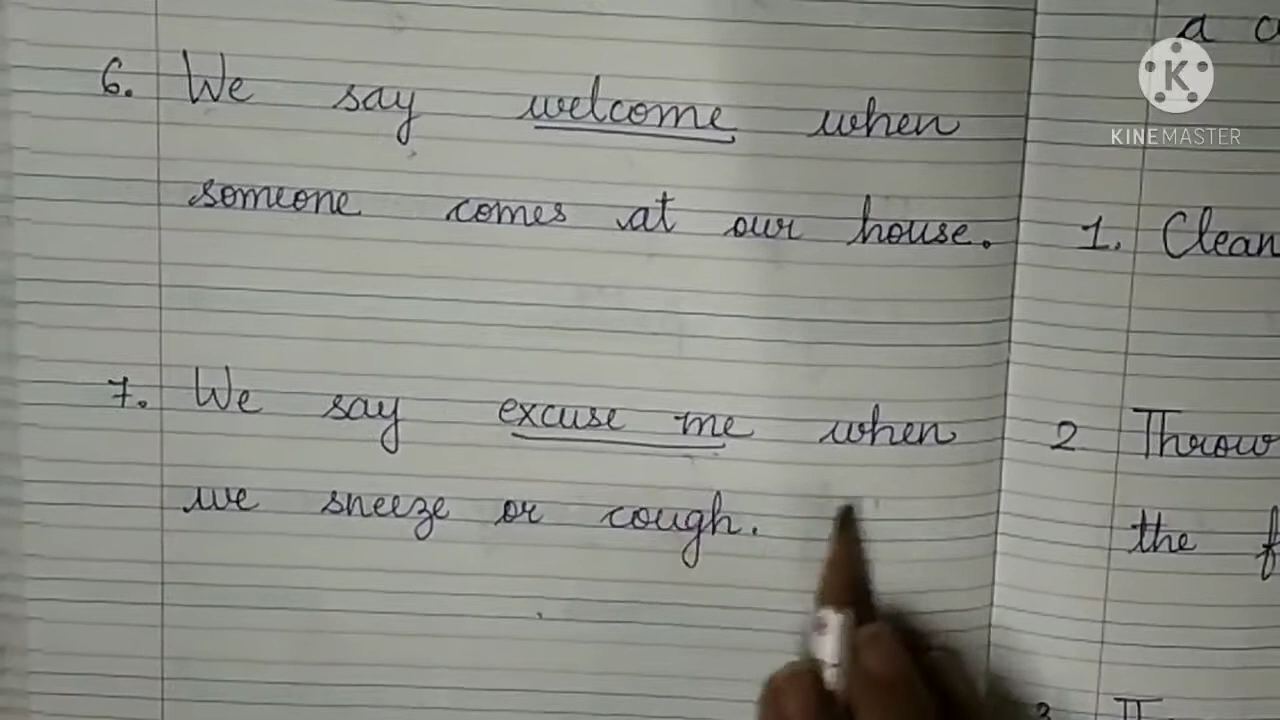 6. We say welcome when
someone comes at our house.
7. We say excuse me when
we sneeze or cough.
a
KINEMASTER
1. Clean
2 Throw
the
3